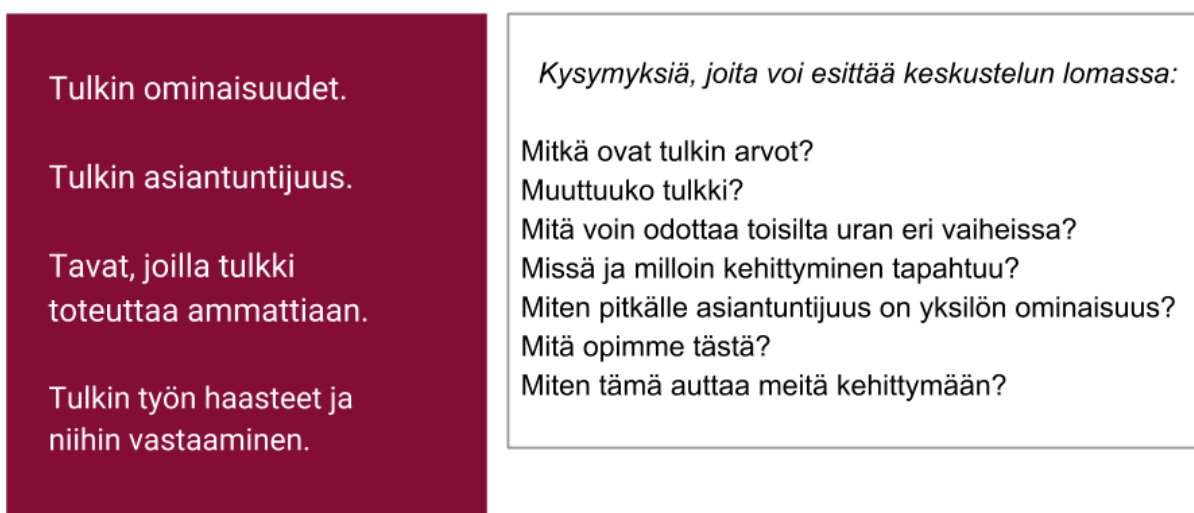 Tulkin ominaisuudet.
Tulkin asiantuntijuus.
Tavat, joilla tulkki
toteuttaa ammattiaan.
Tulkin työn haasteet ja
niihin vastaaminen.
Kysymyksiä, joita voi esittää keskustelun lomassa:
Mitkä ovat tulkin arvot?
Muuttuuko tulkki?
Mitä voin odottaa toisilta uran eri vaiheissa?
Missä ja milloin kehittyminen tapahtuu?
Miten pitkälle asiantuntijuus on yksilön ominaisuus?
Mitä opimme tästä?
Miten tämä auttaa meitä kehittymään?